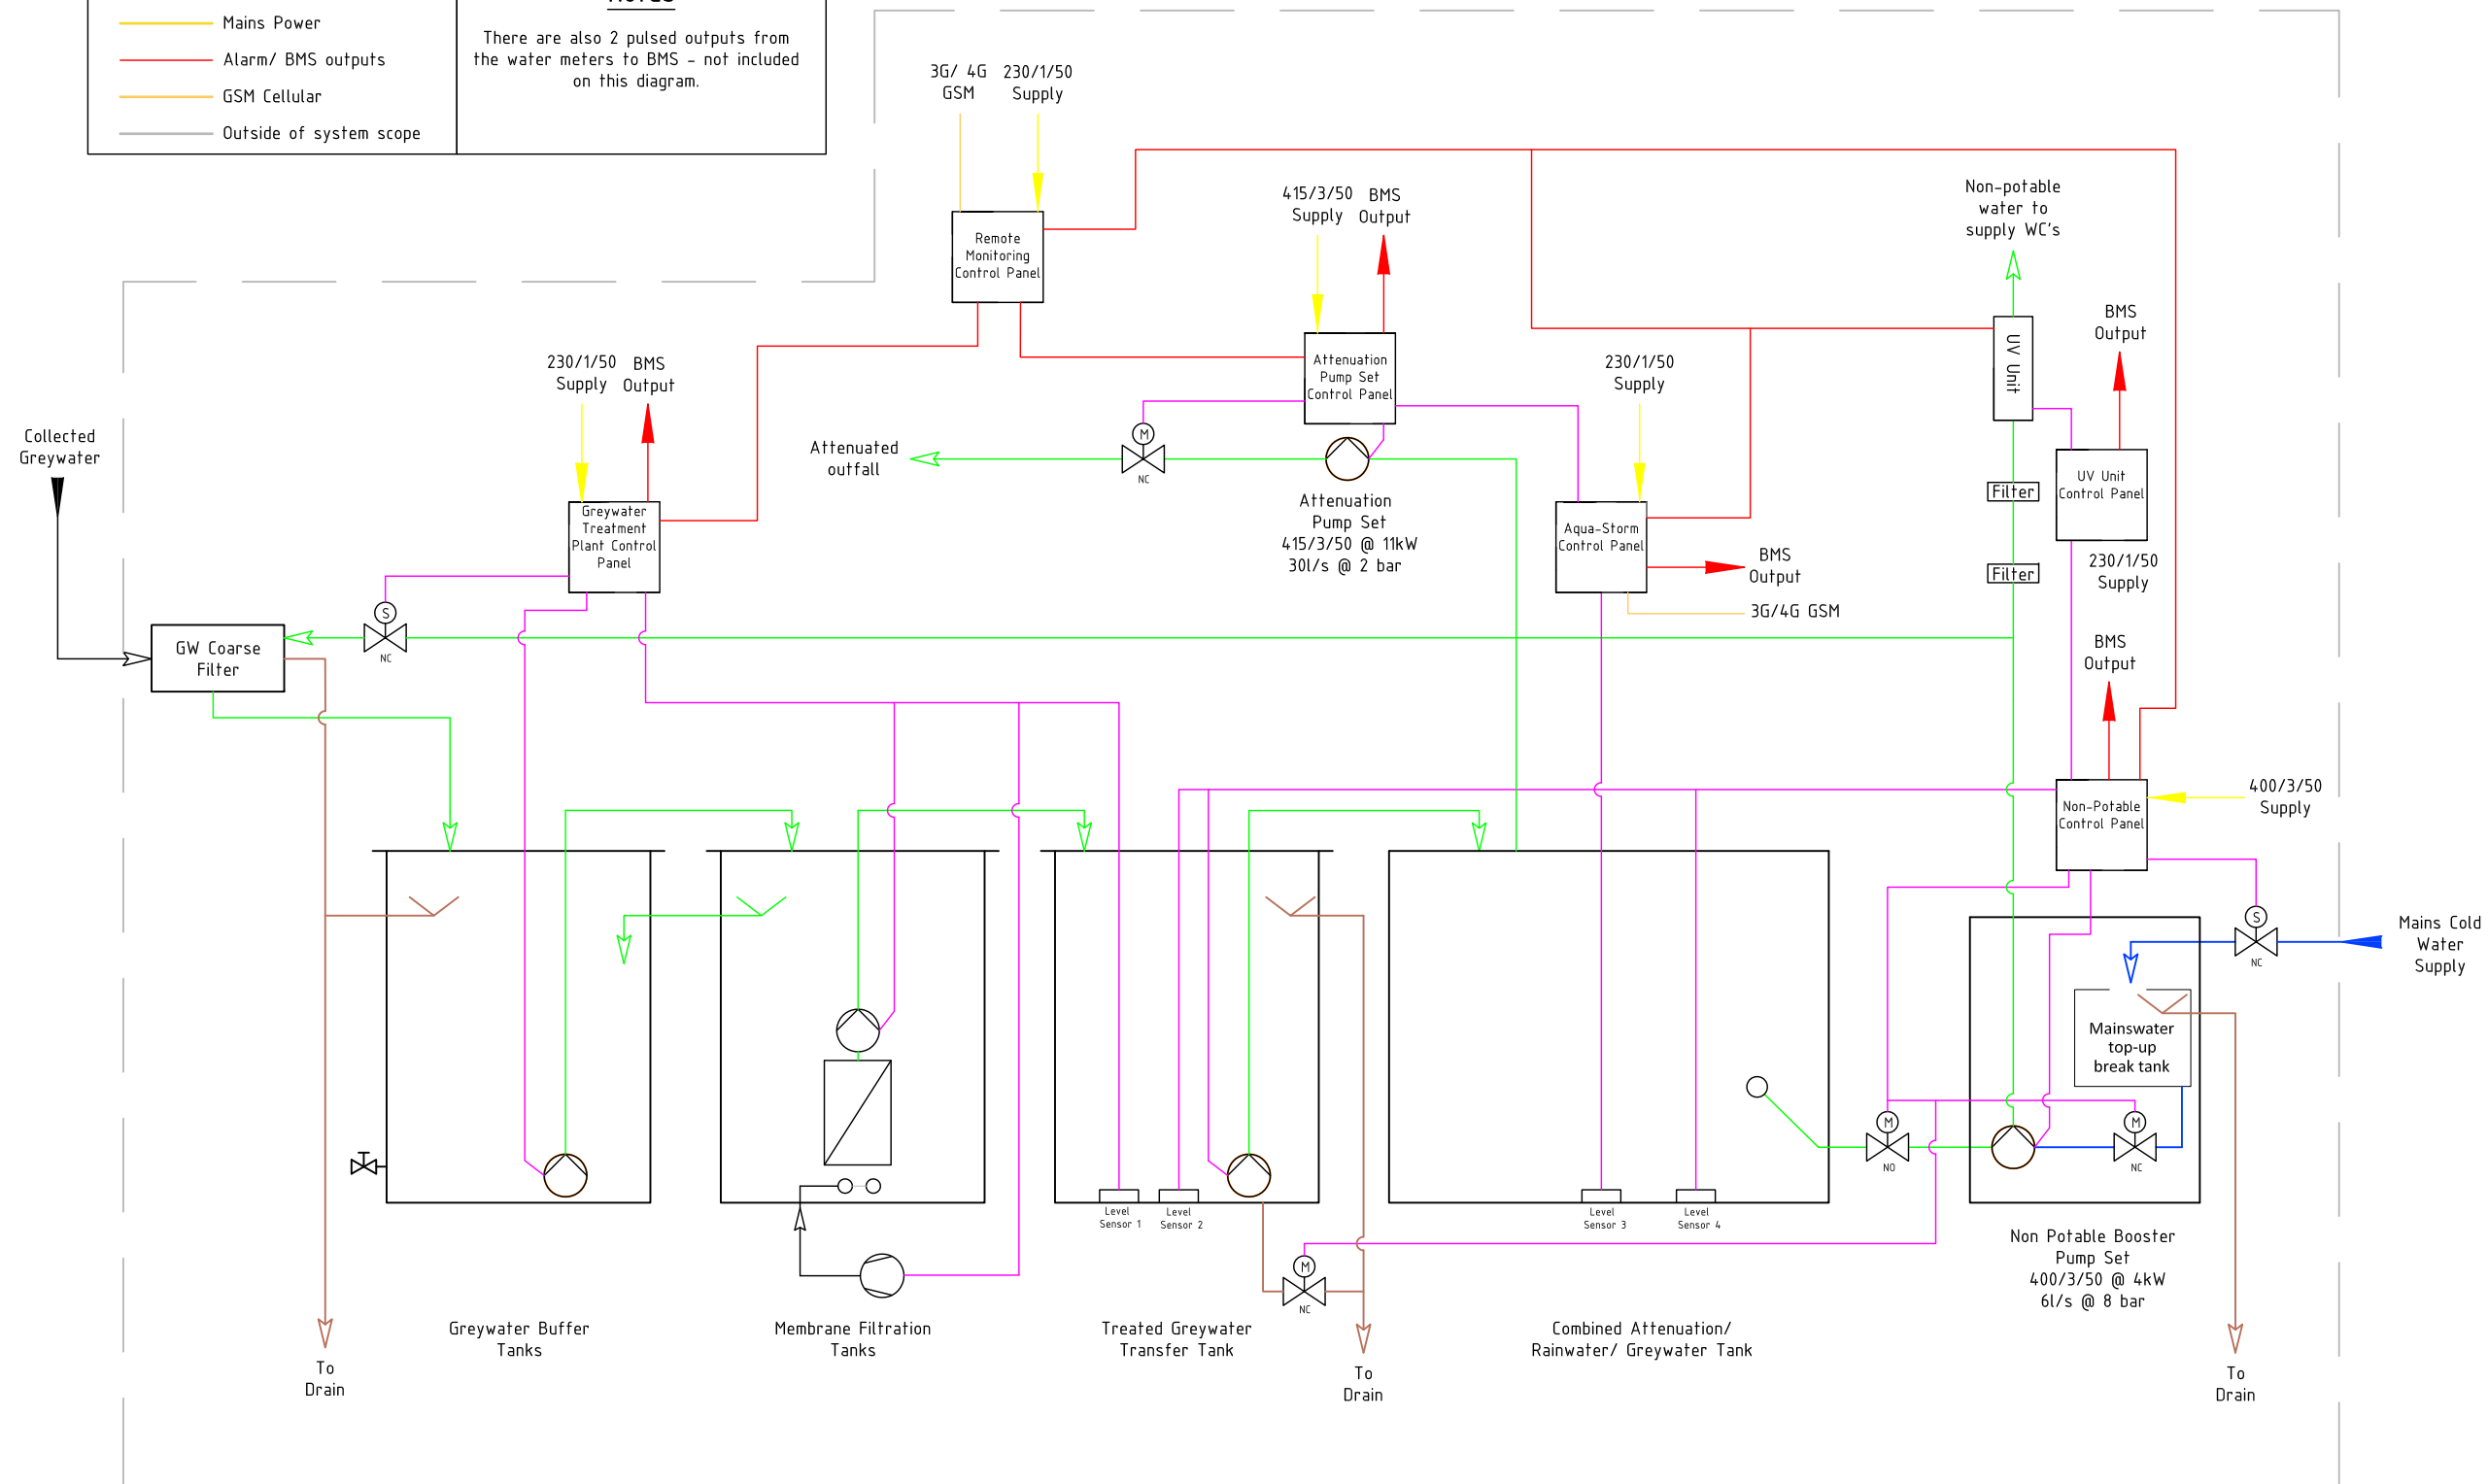 Mains Power
Alarm/ BMS outputs
GSM Cellular
Outside of system scope
There are also 2 pulsed outputs from
the water meters to BMS - not included
on this diagram.
3G/ 4G
GSM
230/1/50
Supply
Remote
Monitoring
Control Panel
415/3/50
Supply
BMS
Output
Attenuation
Pump Set
Control Panel
Non-potable
water to
supply WC's
UV Unit
BMS
Output
UV Unit
Control Panel
230/1/50
Supply
Filter
Filter
230/1/50
Supply
BMS
Output
Greywater
Treatment
Plant Control
Panel
230/1/50
Supply
Aqua-Storm
Control Panel
BMS
Output
3G/4G GSM
Collected
Greywater
Attenuated
outfall
M
NC
Attenuation
Pump Set
415/3/50 @ 11kW
30l/s @ 2 bar
GW Coarse
Filter
S
NC
BMS
Output
Non-Potable
Control Panel
400/3/50
Supply
S
NC
Mains Cold
Water
Supply
Mainswater
top-up
break tank
M
NO
M
NC
Level
Sensor 1
Level
Sensor 2
Level
Sensor 3
Level
Sensor 4
M
NC
Non Potable Booster
Pump Set
400/3/50 @ 4kW
6l/s @ 8 bar
Greywater Buffer
Tanks
Membrane Filtration
Tanks
Treated Greywater
Transfer Tank
Combined Attenuation/
Rainwater/ Greywater Tank
To
Drain
To
Drain
To
Drain